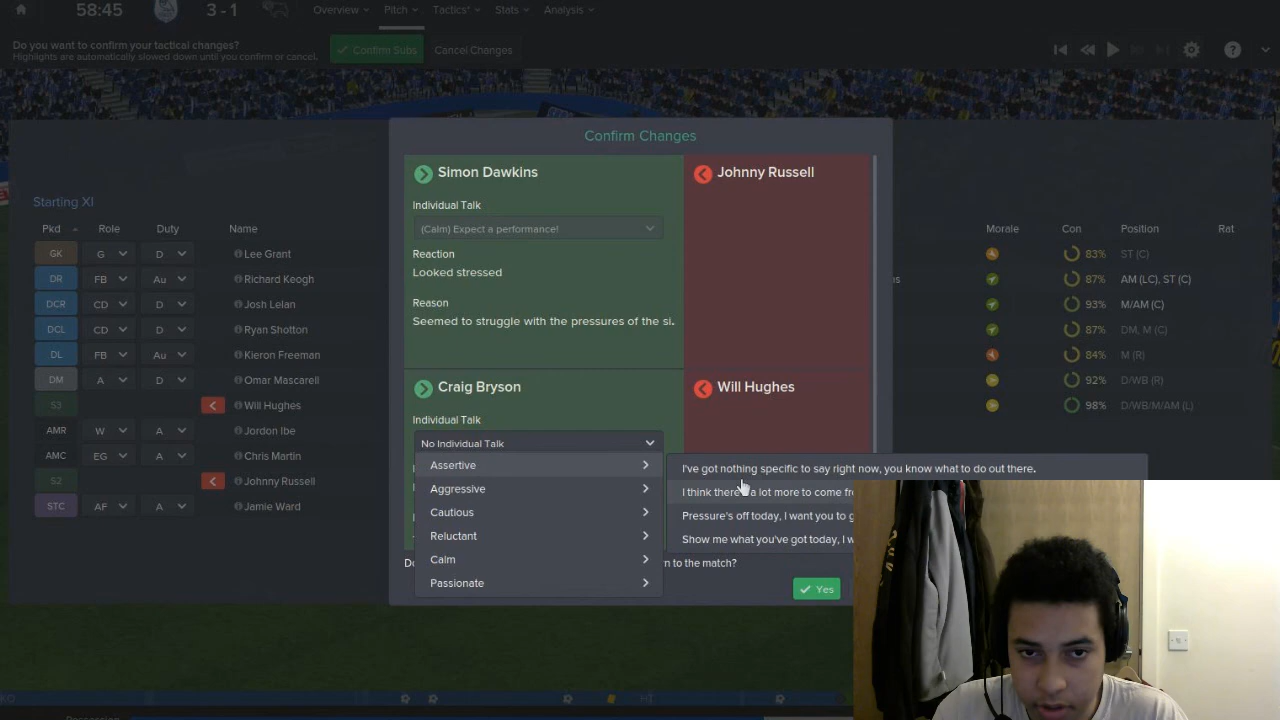 58:45
3 - 1
Overview
Pitch
Tactics*
Stats
Analysis
Do you want to confirm your tactical changes?
Highlights are automatically slowed down until you confirm or cancel.
Confirm Subs
Cancel Changes
Confirm Changes
Simon Dawkins
Johnny Russell
Individual Talk
(Calm) Expect a performance!
Reaction
Looked stressed
Reason
Seemed to struggle with the pressures of the si.
Craig Bryson
Will Hughes
Individual Talk
No Individual Talk
Assertive
Aggressive
Cautious
Reluctant
Calm
Passionate
I've got nothing specific to say right now, you know what to do out there.
I think there a lot more to come
Pressure's off today, I want you to
Show me what you've got today, I
n to the match?
Yes
Starting XI
Pkd Role Duty Name
GK G D Lee Grant
DR FB Au Richard Keogh
DCR CD D Josh Lelan
DCL CD D Ryan Shotton
DL FB Au Kieron Freeman
DM A D Omar Mascarell
S3 Will Hughes
AMR W A Jordon Ibe
AMC EG A Chris Martin
S2 Johnny Russell
STC AF A Jamie Ward
Morale Con Position Rat
83% ST (C)
87% AM (LC), ST (C)
93% M/AM (C)
87% DM, M (C)
84% M (R)
92% D/WB (R)
98% D/WB/M/AM (L)